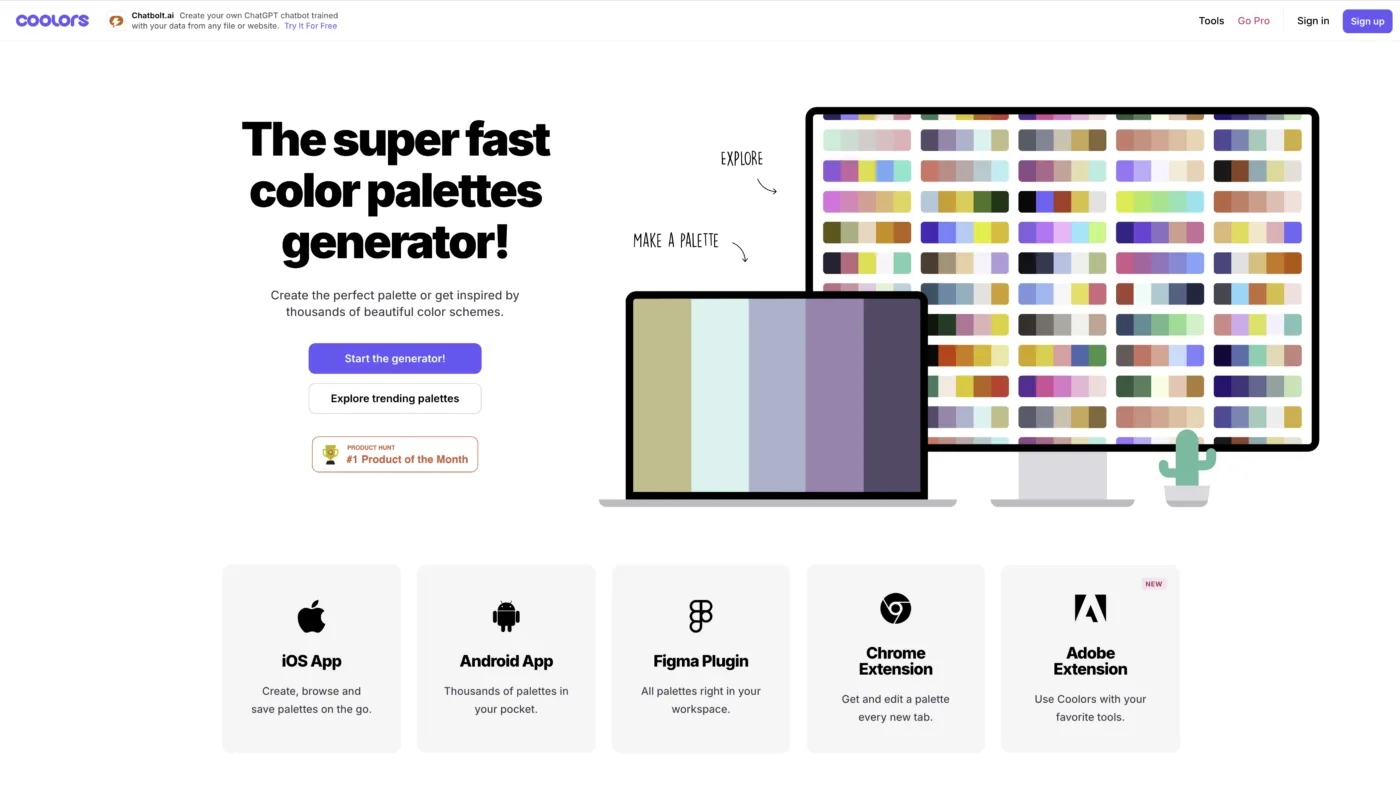 coolors
Chatbolt.ai Create your own ChatGPT chatbot trained
with your data from any file or website. Try It For Free
Tools
Go Pro
Sign in
Sign up
The super fast
color palettes
generator!
Create the perfect palette or get inspired by
thousands of beautiful color schemes.
Start the generator!
Explore trending palettes
PRODUCT HUNT
#1 Product of the Month
EXPLORE
MAKE A PALETTE
iOS App
Create, browse and
save palettes on the go.
Android App
Thousands of palettes in
your pocket.
Figma Plugin
All palettes right in your
workspace.
Chrome
Extension
Get and edit a palette
every new tab.
NEW
Adobe
Extension
Use Coolors with your
favorite tools.